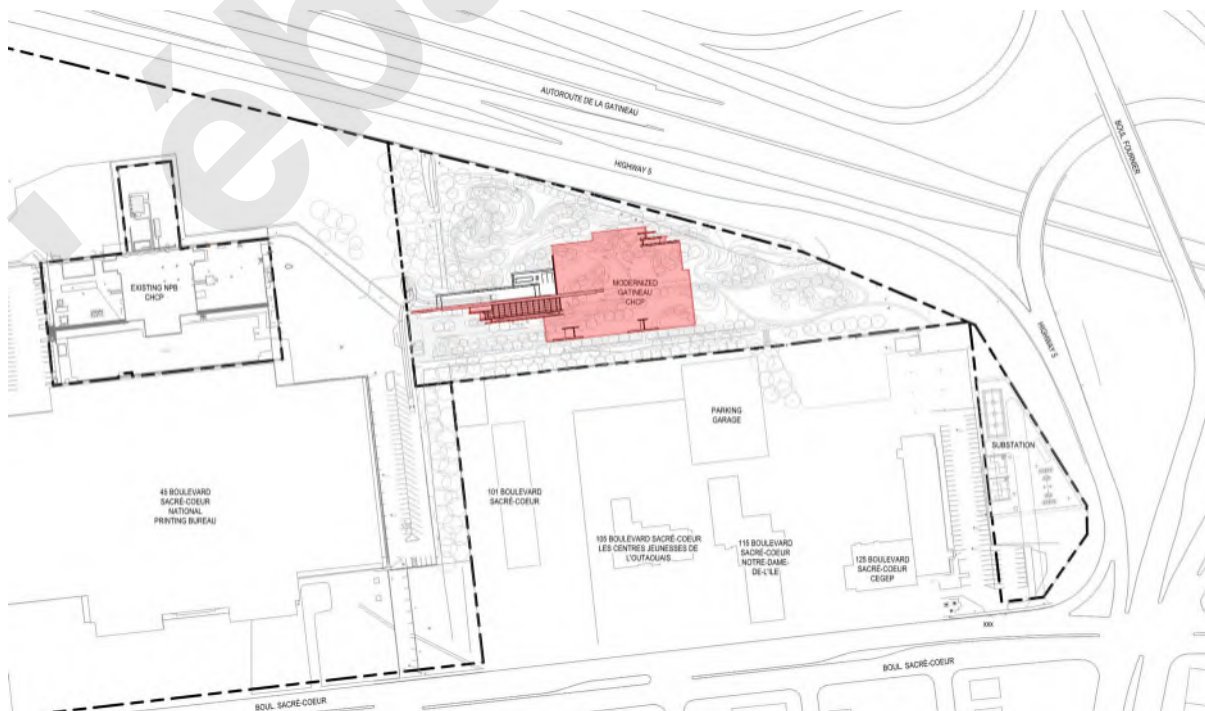 éba
AUTOROUTE DE LA GATINEAU
BOUL. FOURNIER
HIGHWAY 5
EXISTING NPB
CHCP
MODERNIZED
GATINEAU
CHCP
HIGHWAY 5
PARKING
GARAGE
SUBSTATION
45 BOULEVARD
SACRÉ-COEUR
NATIONAL
PRINTING BUREAU
101 BOULEVARD
SACRÉ-COEUR
105 BOULEVARD SACRÉ-COEUR
LES CENTRES JEUNESSES DE
L'OUTAOUAIS
115 BOULEVARD
SACRÉ-COEUR
NOTRE-DAME-
DE-L'ILE
125 BOULEVARD
SACRÉ-COEUR
CEGEP
XXX
BOUL. SACRÉ-COEUR
BOUL. SACRÉ-COEUR